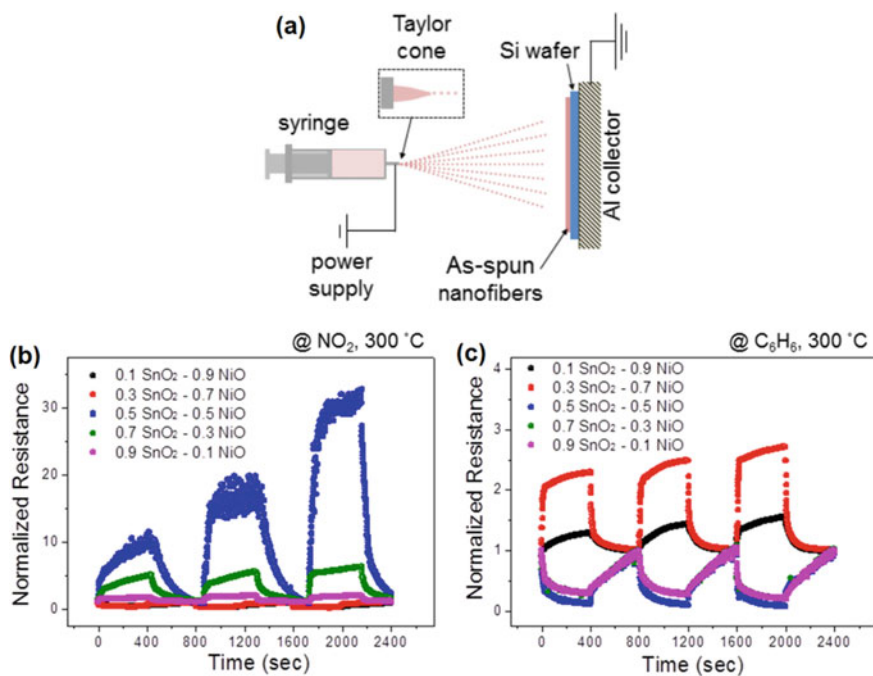 (a)
Taylor
cone
Si wafer
syringe
Al collector
power
supply
As-spun
nanofibers
(b)
@ NO₂, 300 °C
Normalized Resistance
30
20
10
0
0.1 SnO₂ - 0.9 NiO
0.3 SnO₂ - 0.7 NiO
0.5 SnO₂ - 0.5 NiO
0.7 SnO₂ - 0.3 NiO
0.9 SnO₂ - 0.1 NiO
0 400 1200 1600 2000 2400
Time (sec)
(c)
@ C₆H₆, 300 °C
Normalized Resistance
4
3
2
1
0
0.1 SnO₂ - 0.9 NiO
0.3 SnO₂ - 0.7 NiO
0.5 SnO₂ - 0.5 NiO
0.7 SnO₂ - 0.3 NiO
0.9 SnO₂ - 0.1 NiO
0 400 800 1200 1600 2000 2400
Time (sec)